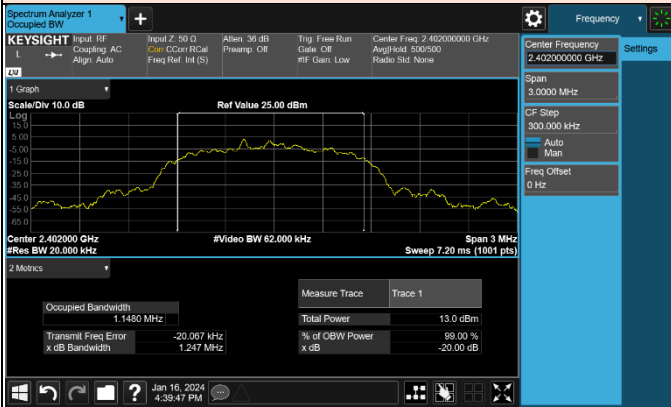 Spectrum Analyzer 1
Occupied BW
Frequency
KEYSIGHT Input: RF Input Z: 50 Ω Atten: 36 dB Trig: Free Run Center Freq: 2.402000000 GHz
L Coupling: AC Corr CCorr RCal Preamp: Off Gate: Off Avg|Hold: 500/500
Align: Auto Freq Ref: Int (S) #IF Gain: Low Radio Std: None
LXI
Center Frequency
2.402000000 GHz
Settings
Span
3.0000 MHz
CF Step
300.000 kHz
Auto
Man
Freq Offset
0 Hz
1 Graph
Scale/Div 10.0 dB Ref Value 25.00 dBm
Log
15.0
5.00
-5.00
-15.0
-25.0
-35.0
-45.0
-55.0
-65.0
Center 2.402000 GHz #Video BW 62.000 kHz Span 3 MHz
#Res BW 20.000 kHz Sweep 7.20 ms (1001 pts)
2 Metrics
Measure Trace Trace 1
Occupied Bandwidth
1.1480 MHz
Total Power 13.0 dBm
Transmit Freq Error -20.067 kHz % of OBW Power 99.00 %
x dB Bandwidth 1.247 MHz x dB -20.00 dB
? Jan 16, 2024
4:39:47 PM